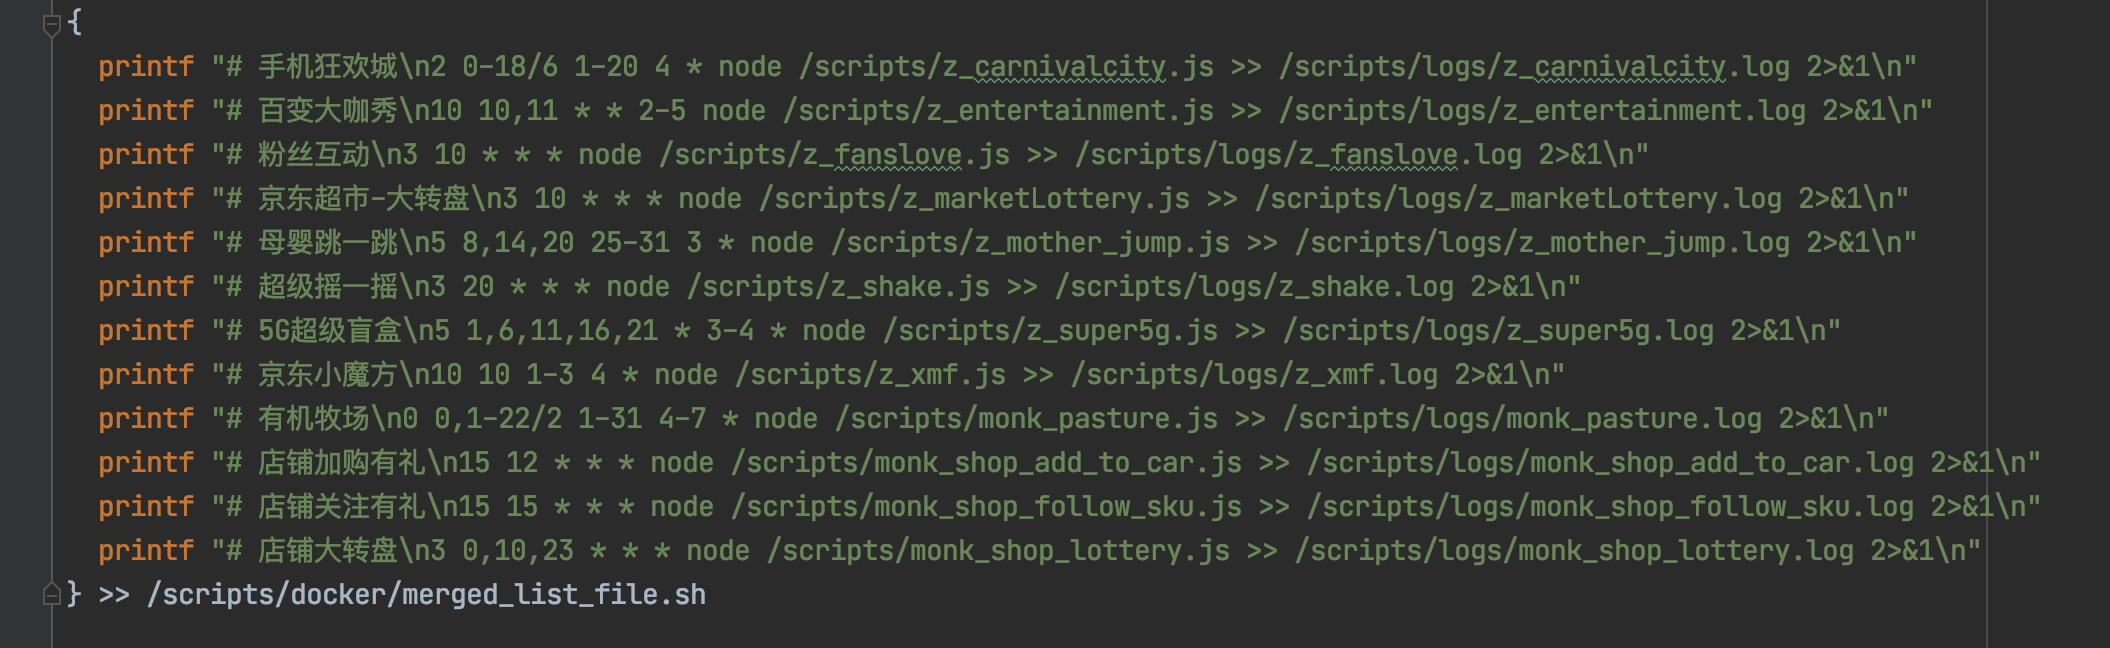 {
printf "# 手机狂欢城\n2 0-18/6 1-20 4 * node /scripts/z_carnivalcity.js >> /scripts/logs/z_carnivalcity.log 2>&1\n"
printf "# 百变大咖秀\n10 10,11 * * 2-5 node /scripts/z_entertainment.js >> /scripts/logs/z_entertainment.log 2>&1\n"
printf "# 粉丝互动\n3 10 * * * node /scripts/z_fanslove.js >> /scripts/logs/z_fanslove.log 2>&1\n"
printf "# 京东超市-大转盘\n3 10 * * * node /scripts/z_marketLottery.js >> /scripts/logs/z_marketLottery.log 2>&1\n"
printf "# 母婴跳一跳\n5 8,14,20 25-31 3 * node /scripts/z_mother_jump.js >> /scripts/logs/z_mother_jump.log 2>&1\n"
printf "# 超级摇一摇\n3 20 * * * node /scripts/z_shake.js >> /scripts/logs/z_shake.log 2>&1\n"
printf "# 5G超级盲盒\n5 1,6,11,16,21 * 3-4 * node /scripts/z_super5g.js >> /scripts/logs/z_super5g.log 2>&1\n"
printf "# 京东小魔方\n10 10 1-3 4 * node /scripts/z_xmf.js >> /scripts/logs/z_xmf.log 2>&1\n"
printf "# 有机牧场\n0 0,1-22/2 1-31 4-7 * node /scripts/monk_pasture.js >> /scripts/logs/monk_pasture.log 2>&1\n"
printf "# 店铺加购有礼\n15 12 * * * node /scripts/monk_shop_add_to_car.js >> /scripts/logs/monk_shop_add_to_car.log 2>&1\n"
printf "# 店铺关注有礼\n15 15 * * * node /scripts/monk_shop_follow_sku.js >> /scripts/logs/monk_shop_follow_sku.log 2>&1\n"
printf "# 店铺大转盘\n3 0,10,23 * * * node /scripts/monk_shop_lottery.js >> /scripts/logs/monk_shop_lottery.log 2>&1\n"
} >> /scripts/docker/merged_list_file.sh